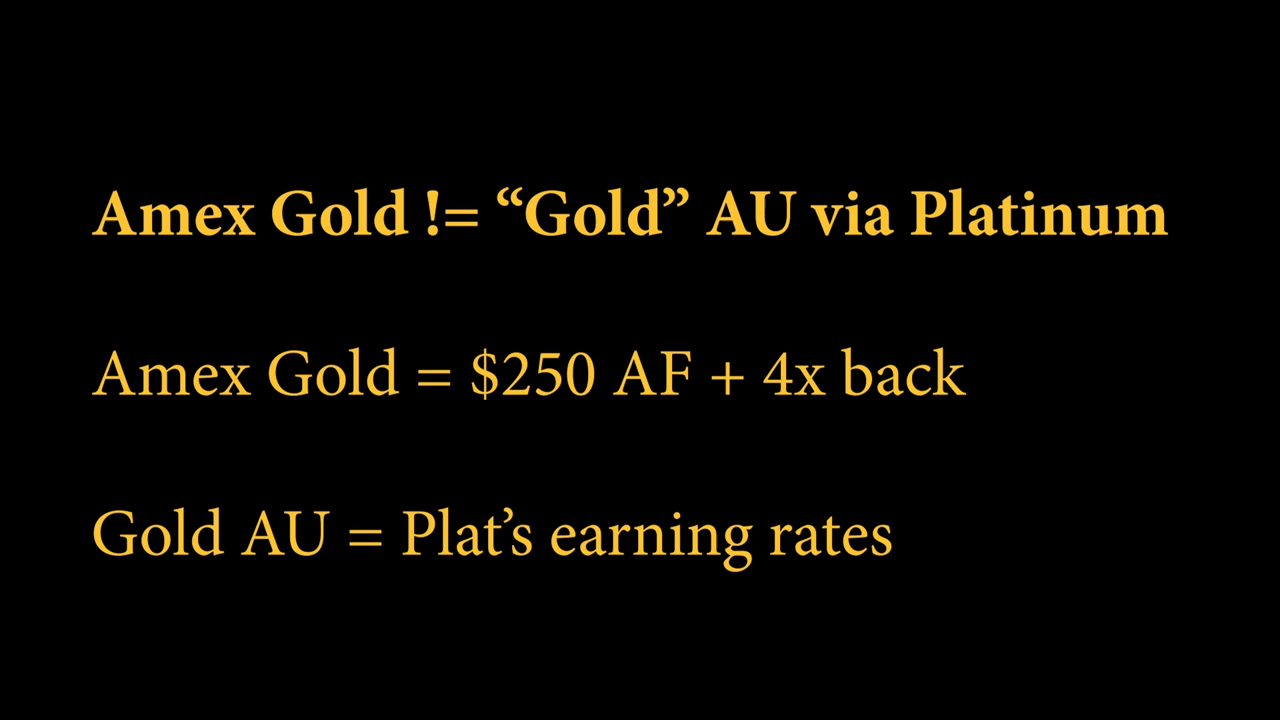 Amex Gold != “Gold” AU via Platinum
Amex Gold = $250 AF + 4x back
Gold AU = Plat’s earning rates